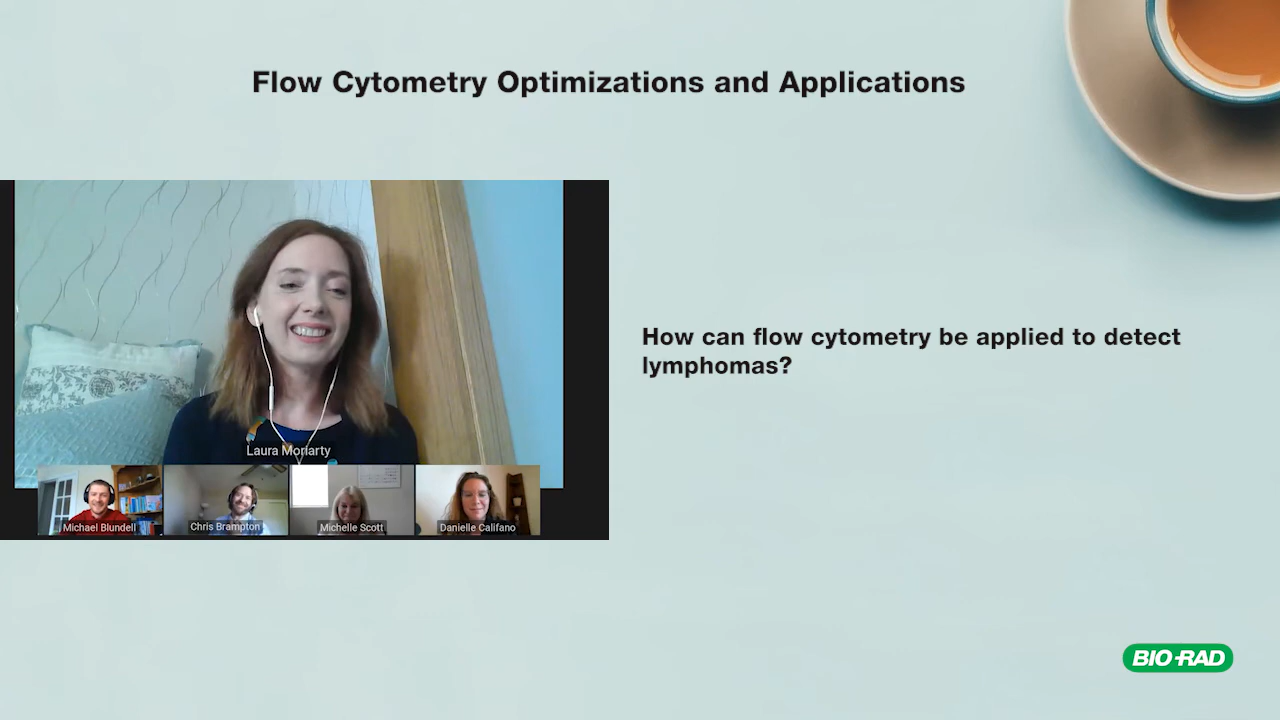 Flow Cytometry Optimizations and Applications
How can flow cytometry be applied to detect
lymphomas?
Laura Moriarty
Michael Blundell
Chris Brampton
Michelle Scott
Danielle Califano
BIO-RAD